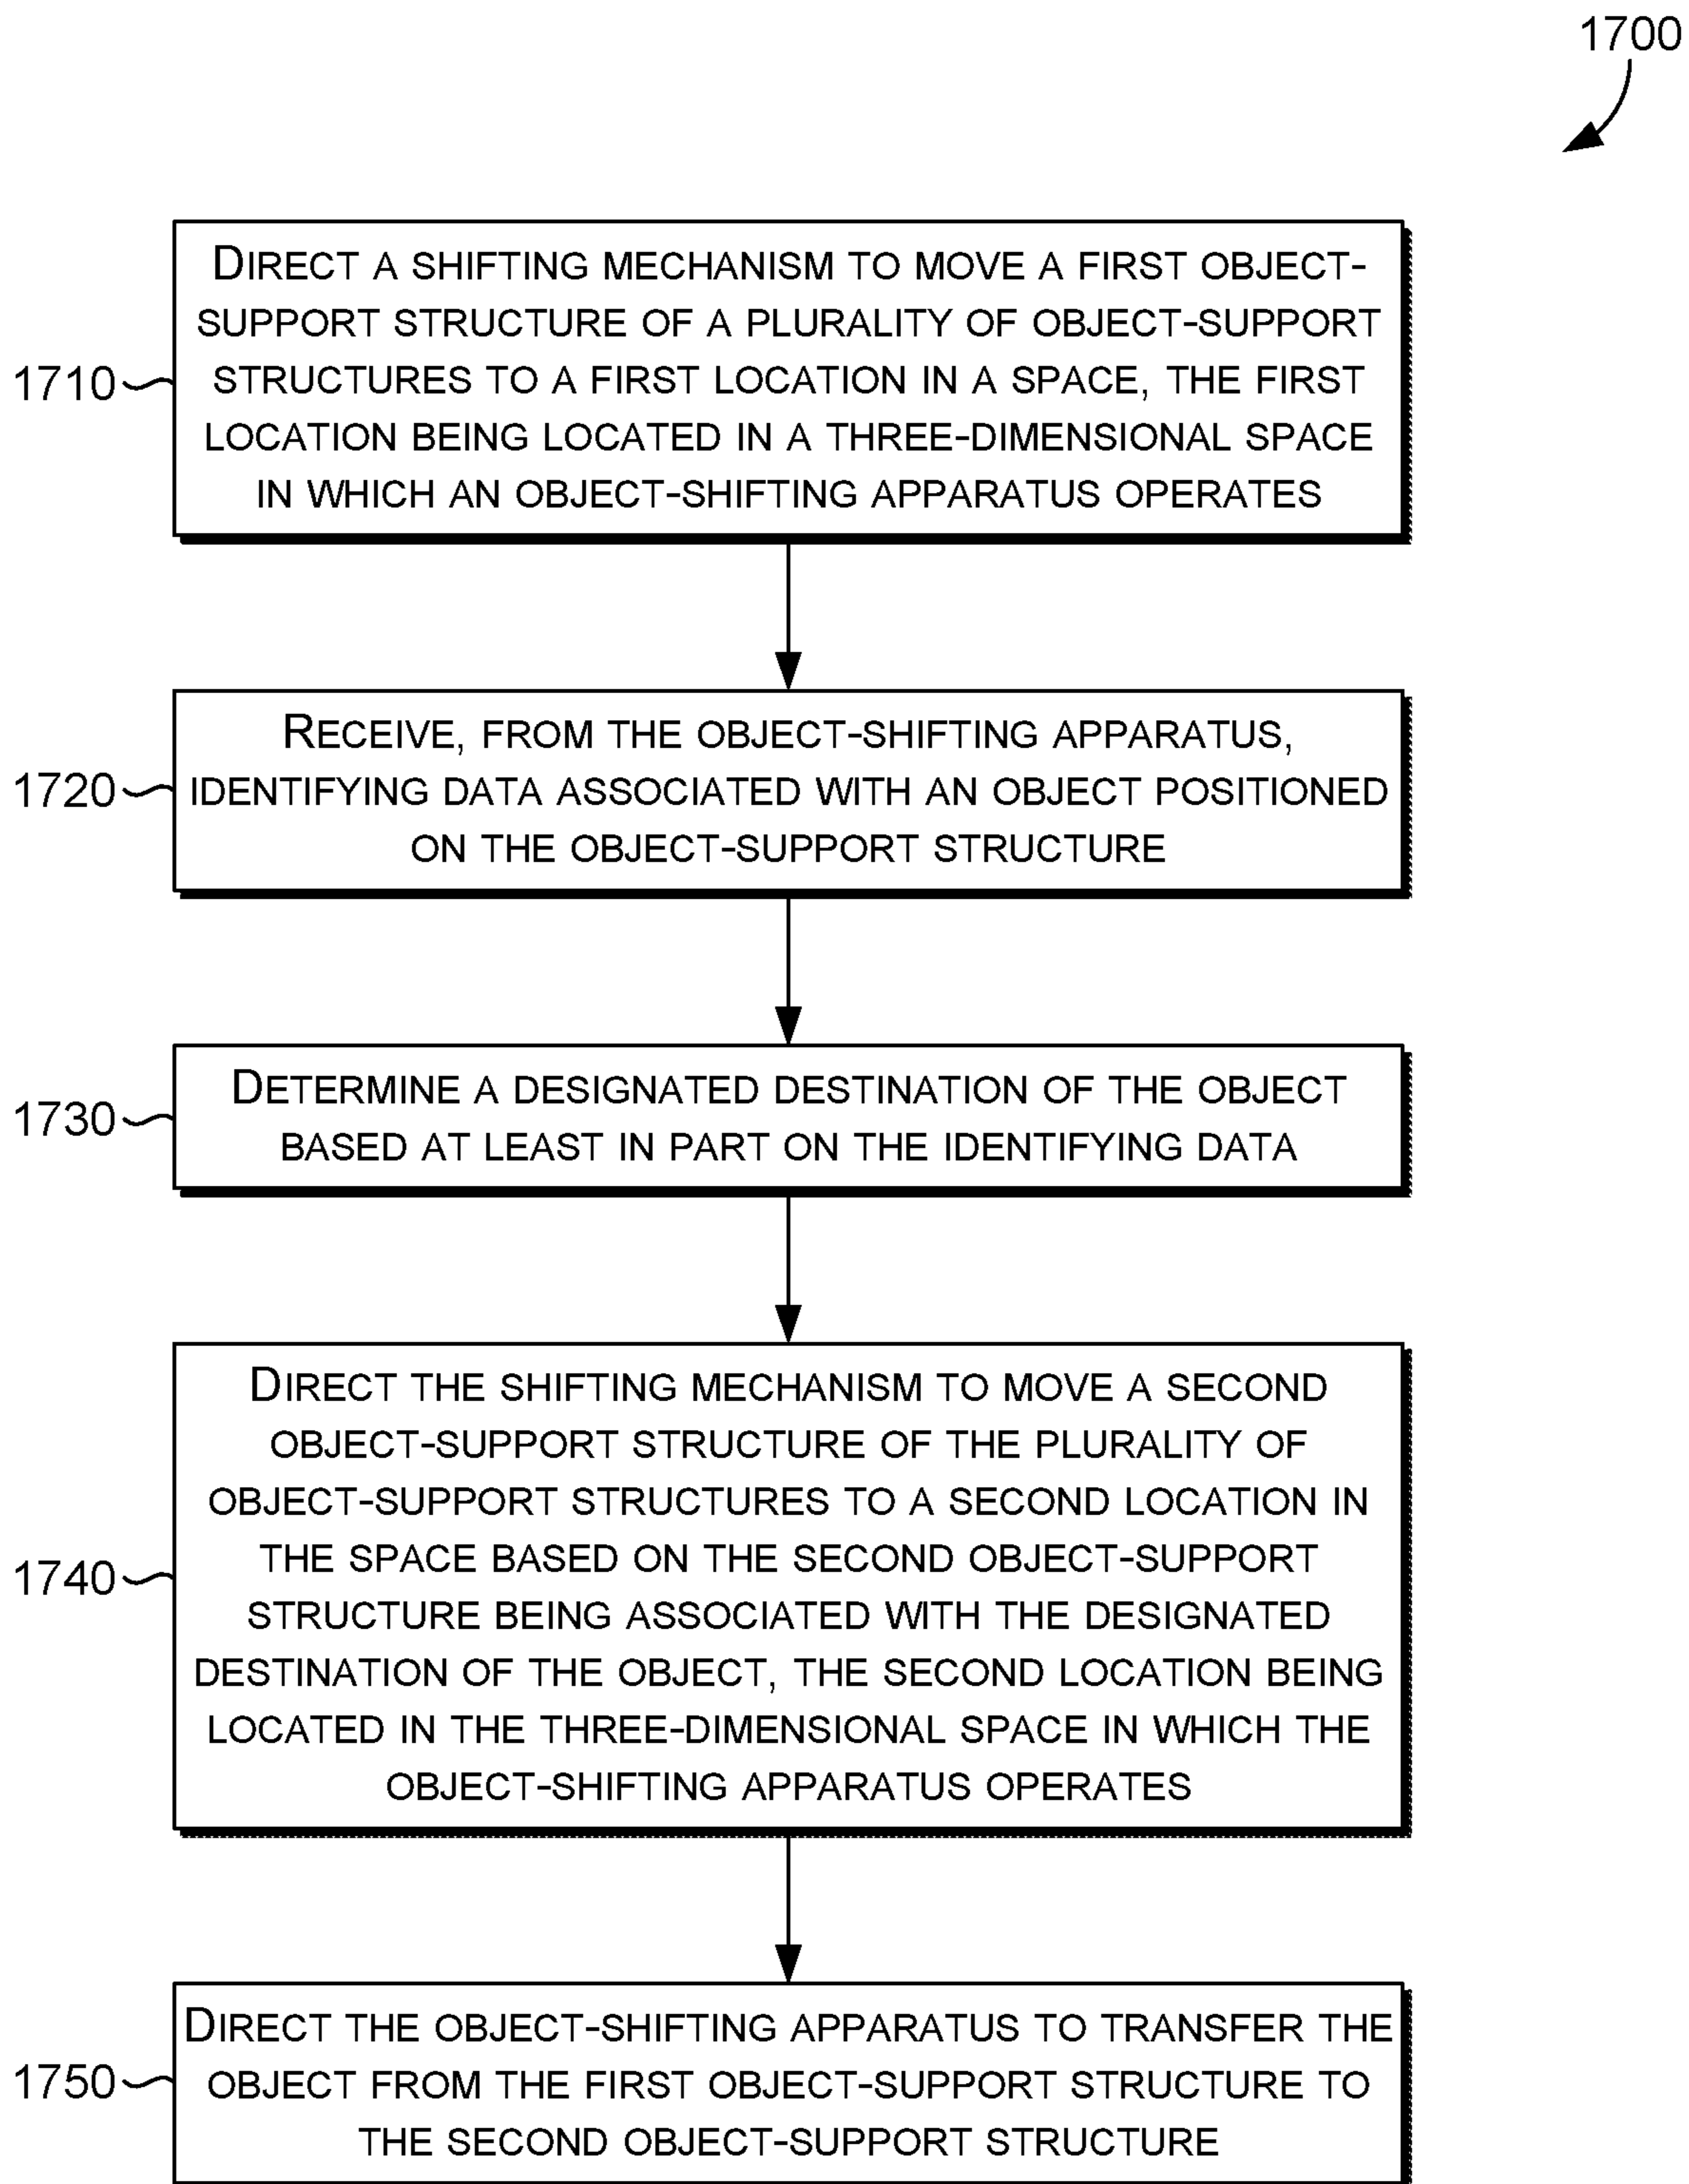 1700
DIRECT A SHIFTING MECHANISM TO MOVE A FIRST OBJECT-
SUPPORT STRUCTURE OF A PLURALITY OF OBJECT-SUPPORT
STRUCTURES TO A FIRST LOCATION IN A SPACE, THE FIRST
LOCATION BEING LOCATED IN A THREE-DIMENSIONAL SPACE
IN WHICH AN OBJECT-SHIFTING APPARATUS OPERATES
1710
RECEIVE, FROM THE OBJECT-SHIFTING APPARATUS,
IDENTIFYING DATA ASSOCIATED WITH AN OBJECT POSITIONED
ON THE OBJECT-SUPPORT STRUCTURE
1720
DETERMINE A DESIGNATED DESTINATION OF THE OBJECT
BASED AT LEAST IN PART ON THE IDENTIFYING DATA
1730
DIRECT THE SHIFTING MECHANISM TO MOVE A SECOND
OBJECT-SUPPORT STRUCTURE OF THE PLURALITY OF
OBJECT-SUPPORT STRUCTURES TO A SECOND LOCATION IN
THE SPACE BASED ON THE SECOND OBJECT-SUPPORT
STRUCTURE BEING ASSOCIATED WITH THE DESIGNATED
DESTINATION OF THE OBJECT, THE SECOND LOCATION BEING
LOCATED IN THE THREE-DIMENSIONAL SPACE IN WHICH THE
OBJECT-SHIFTING APPARATUS OPERATES
1740
DIRECT THE OBJECT-SHIFTING APPARATUS TO TRANSFER THE
OBJECT FROM THE FIRST OBJECT-SUPPORT STRUCTURE TO
THE SECOND OBJECT-SUPPORT STRUCTURE
1750